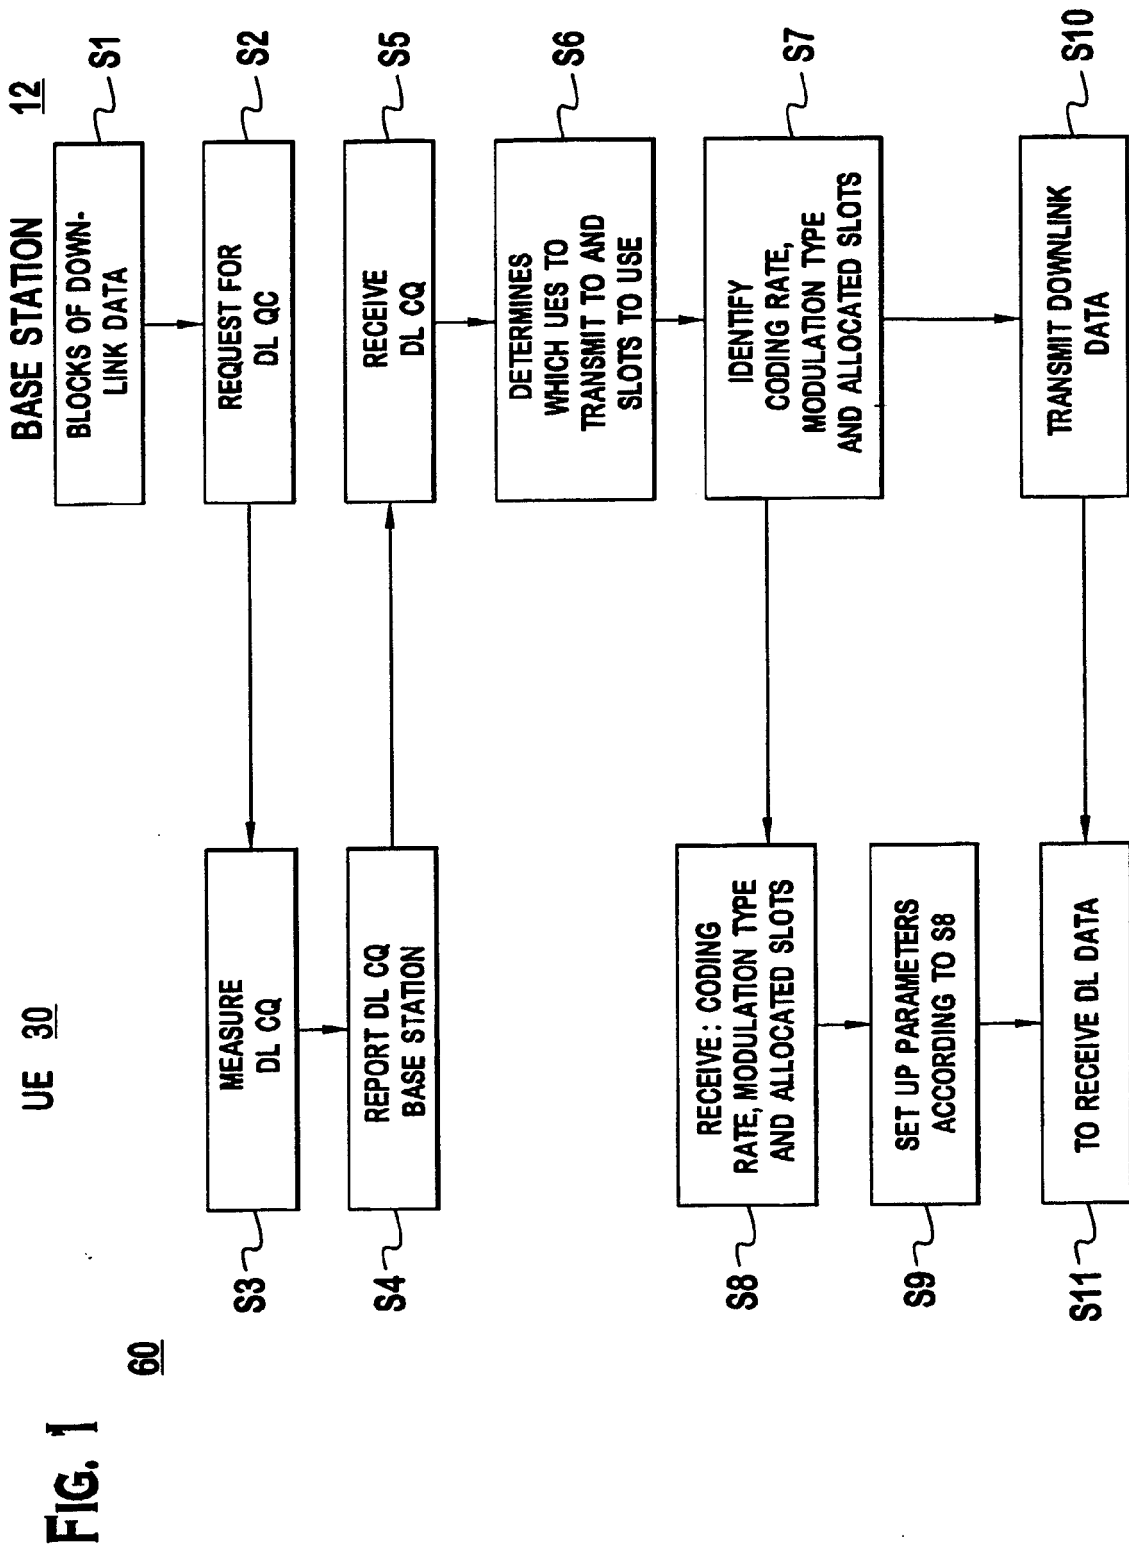 FIG. 1
60
UE 30
BASE STATION 12
BLOCKS OF DOWN-
LINK DATA
S1
REQUEST FOR
DL QC
S2
MEASURE
DL CQ
S3
REPORT DL CQ
BASE STATION
S4
RECEIVE
DL CQ
S5
DETERMINES
WHICH UES TO
TRANSMIT TO AND
SLOTS TO USE
S6
IDENTIFY
CODING RATE,
MODULATION TYPE
AND ALLOCATED SLOTS
S7
RECEIVE: CODING
RATE, MODULATION TYPE
AND ALLOCATED SLOTS
S8
SET UP PARAMETERS
ACCORDING TO S8
S9
TRANSMIT DOWNLINK
DATA
S10
TO RECEIVE DL DATA
S11